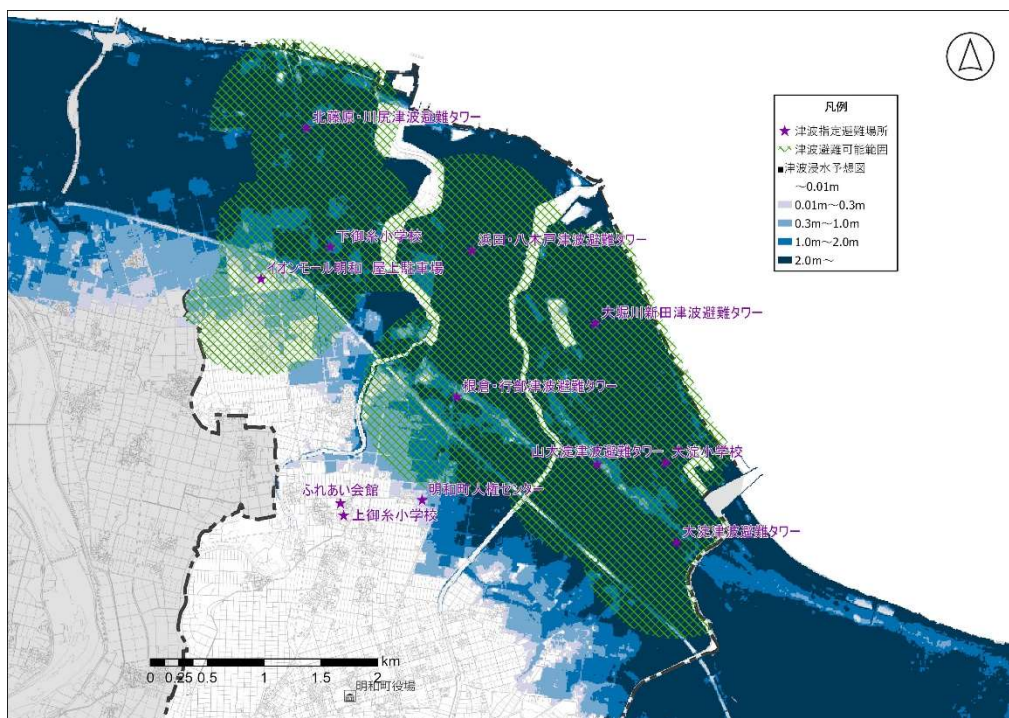 凡例
津波指定避難場所
津波避難可能範囲
津波浸水予想図
～0.01m
0.01m～0.3m
0.3m～1.0m
1.0m～2.0m
2.0m～
北藤原・川尻津波避難タワー
下御糸小学校
浜田・八木戸津波避難タワー
イオンモール明和 屋上駐車場
大堀川新田津波避難タワー
根倉・行部津波避難タワー
山大淀津波避難タワー
大淀小学校
ふれあい会館
明和町人権センター
上御糸小学校
大淀津波避難タワー
km
0 0.25 0.5 1 1.5 2
明和町役場